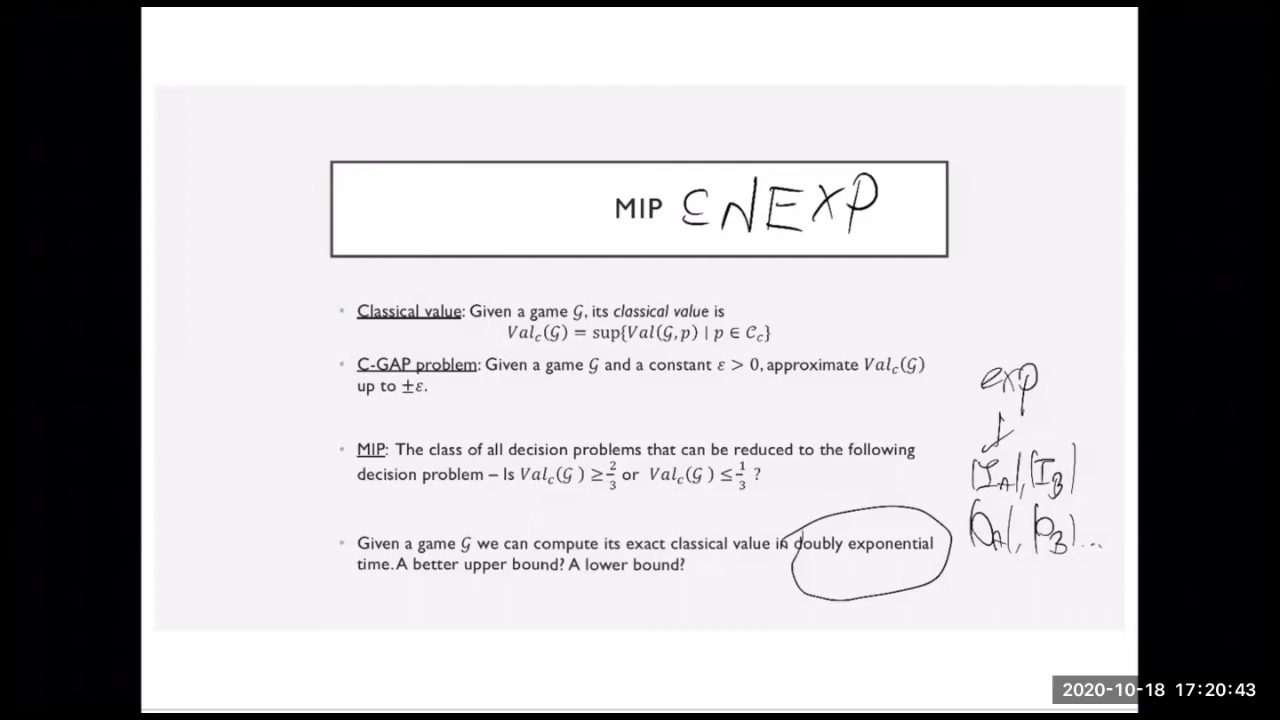 MIP ⊆ NEXP
• Classical value: Given a game 𝒢, its classical value is
Val_c(𝒢) = sup{Val(𝒢, p) | p ∈ 𝒞_c}
• C-GAP problem: Given a game 𝒢 and a constant ε > 0, approximate Val_c(𝒢)
up to ±ε.
• MIP: The class of all decision problems that can be reduced to the following
decision problem – Is Val_c(𝒢) ≥ 2/3 or Val_c(𝒢) ≤ 1/3 ?
• Given a game 𝒢 we can compute its exact classical value in doubly exponential
time. A better upper bound? A lower bound?
exp
|I_A|, |I_B|
|O_A|, |O_B| ...
2020-10-18 17:20:43